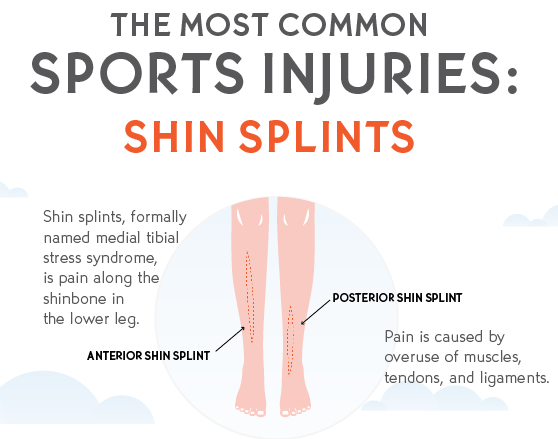 THE MOST COMMON
SPORTS INJURIES:
SHIN SPLINTS
Shin splints, formally
named medial tibial
stress syndrome,
is pain along the
shinbone in
the lower leg.
POSTERIOR SHIN SPLINT
ANTERIOR SHIN SPLINT
Pain is caused by
overuse of muscles,
tendons, and ligaments.